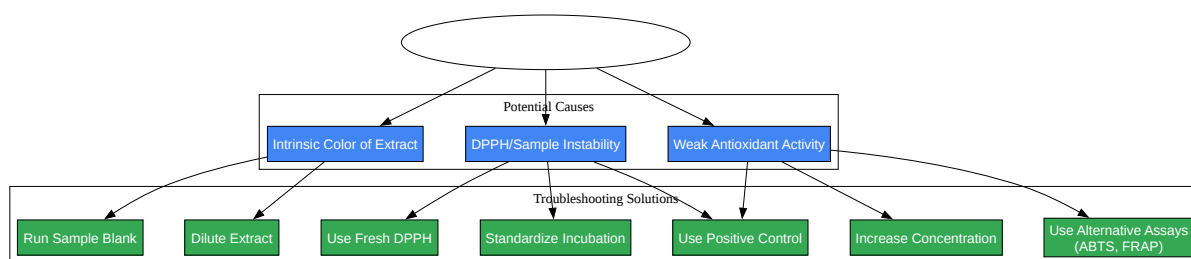 Potential Causes
Intrinsic Color of Extract
DPPH/Sample Instability
Weak Antioxidant Activity
Troubleshooting Solutions
Run Sample Blank
Dilute Extract
Use Fresh DPPH
Standardize Incubation
Use Positive Control
Increase Concentration
Use Alternative Assays
(ABTS, FRAP)